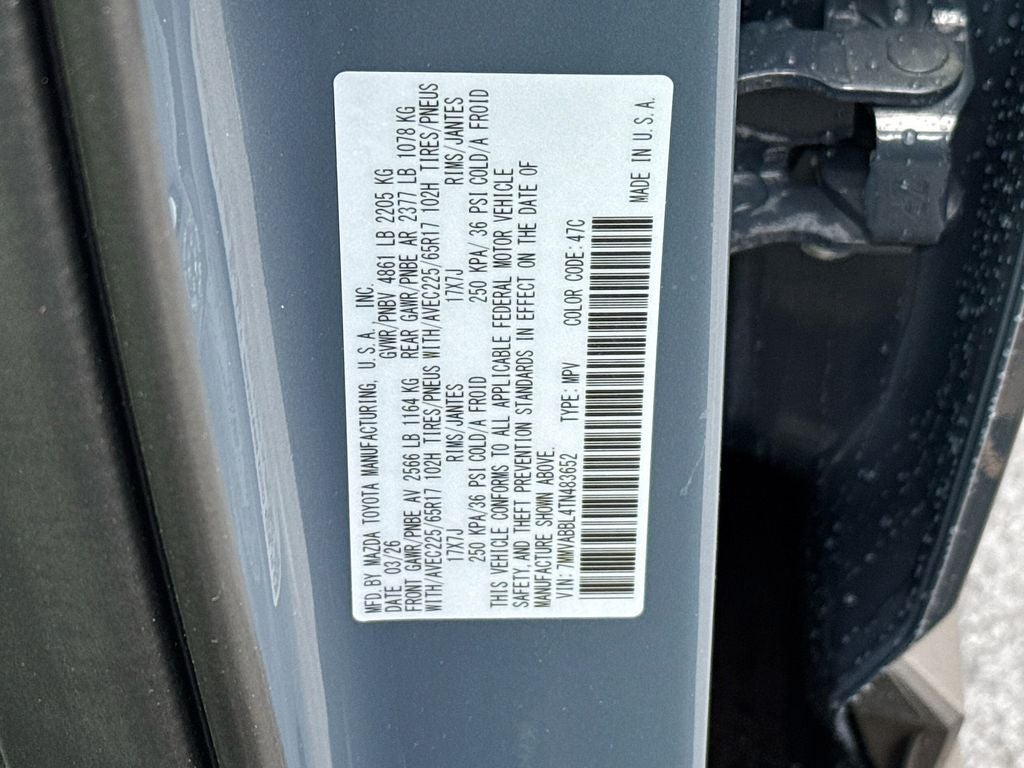 MFD.BY MAZDA TOYOTA MANUFACTURING, U.S.A., INC.
DATE 03/26 GVWR/PNBV 4861 LB 2205 KG
FRONT GAWR/PNBE AV 2566 LB 1164 KG REAR GAWR/PNBE AR 2377 LB 1078 KG
WITH/AVEC225/65R17 102H TIRES/PNEUS WITH/AVEC225/65R17 102H TIRES/PNEUS
17X7J RIMS/JANTES 17X7J RIMS/JANTES
250 KPA/36 PSI COLD/A FROID 250 KPA/ 36 PSI COLD/A FROID
THIS VEHICLE CONFORMS TO ALL APPLICABLE FEDERAL MOTOR VEHICLE
SAFETY, AND THEFT PREVENTION STANDARDS IN EFFECT ON THE DATE OF
MANUFACTURE SHOWN ABOVE.
VIN: 7MMVABBL4TN483652 TYPE: MPV COLOR CODE: 47C
MADE IN U.S.A.